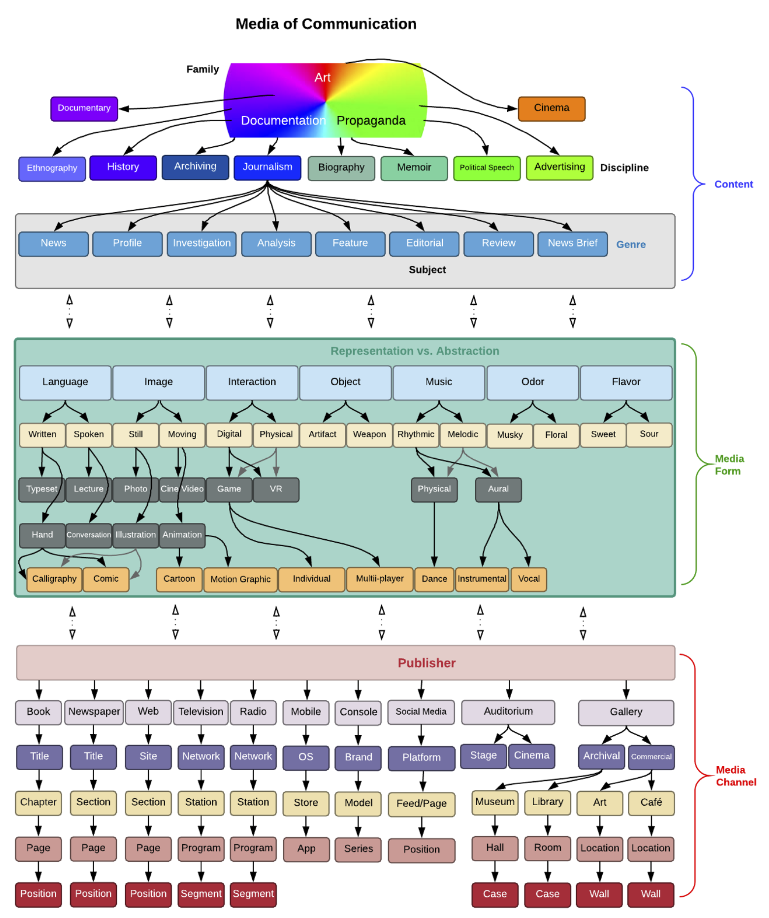 Media of Communication
Family
Art
Documentary
Cinema
Documentation Propaganda
Ethnography History Archiving Journalism Biography Memoir Political Speech Advertising Discipline
Content
News Profile Investigation Analysis Feature Editorial Review News Brief Genre
Subject
Representation vs. Abstraction
Language Image Interaction Object Music Odor Flavor
Written Spoken Still Moving Digital Physical Artifact Weapon Rhythmic Melodic Musky Floral Sweet Sour
Media
Form
Typeset Lecture Photo Cine Video Game VR Physical Aural
Hand Conversation Illustration Animation
Calligraphy Comic Cartoon Motion Graphic Individual Multii-player Dance Instrumental Vocal
Publisher
Book Newspaper Web Television Radio Mobile Console Social Media Auditorium Gallery
Title Title Site Network Network OS Brand Platform Stage Cinema Archival Commercial
Media
Channel
Chapter Section Section Station Station Store Model Feed/Page Museum Library Art Café
Page Page Page Program Program App Series Position Hall Room Location Location
Position Position Position Segment Segment Case Case Wall Wall